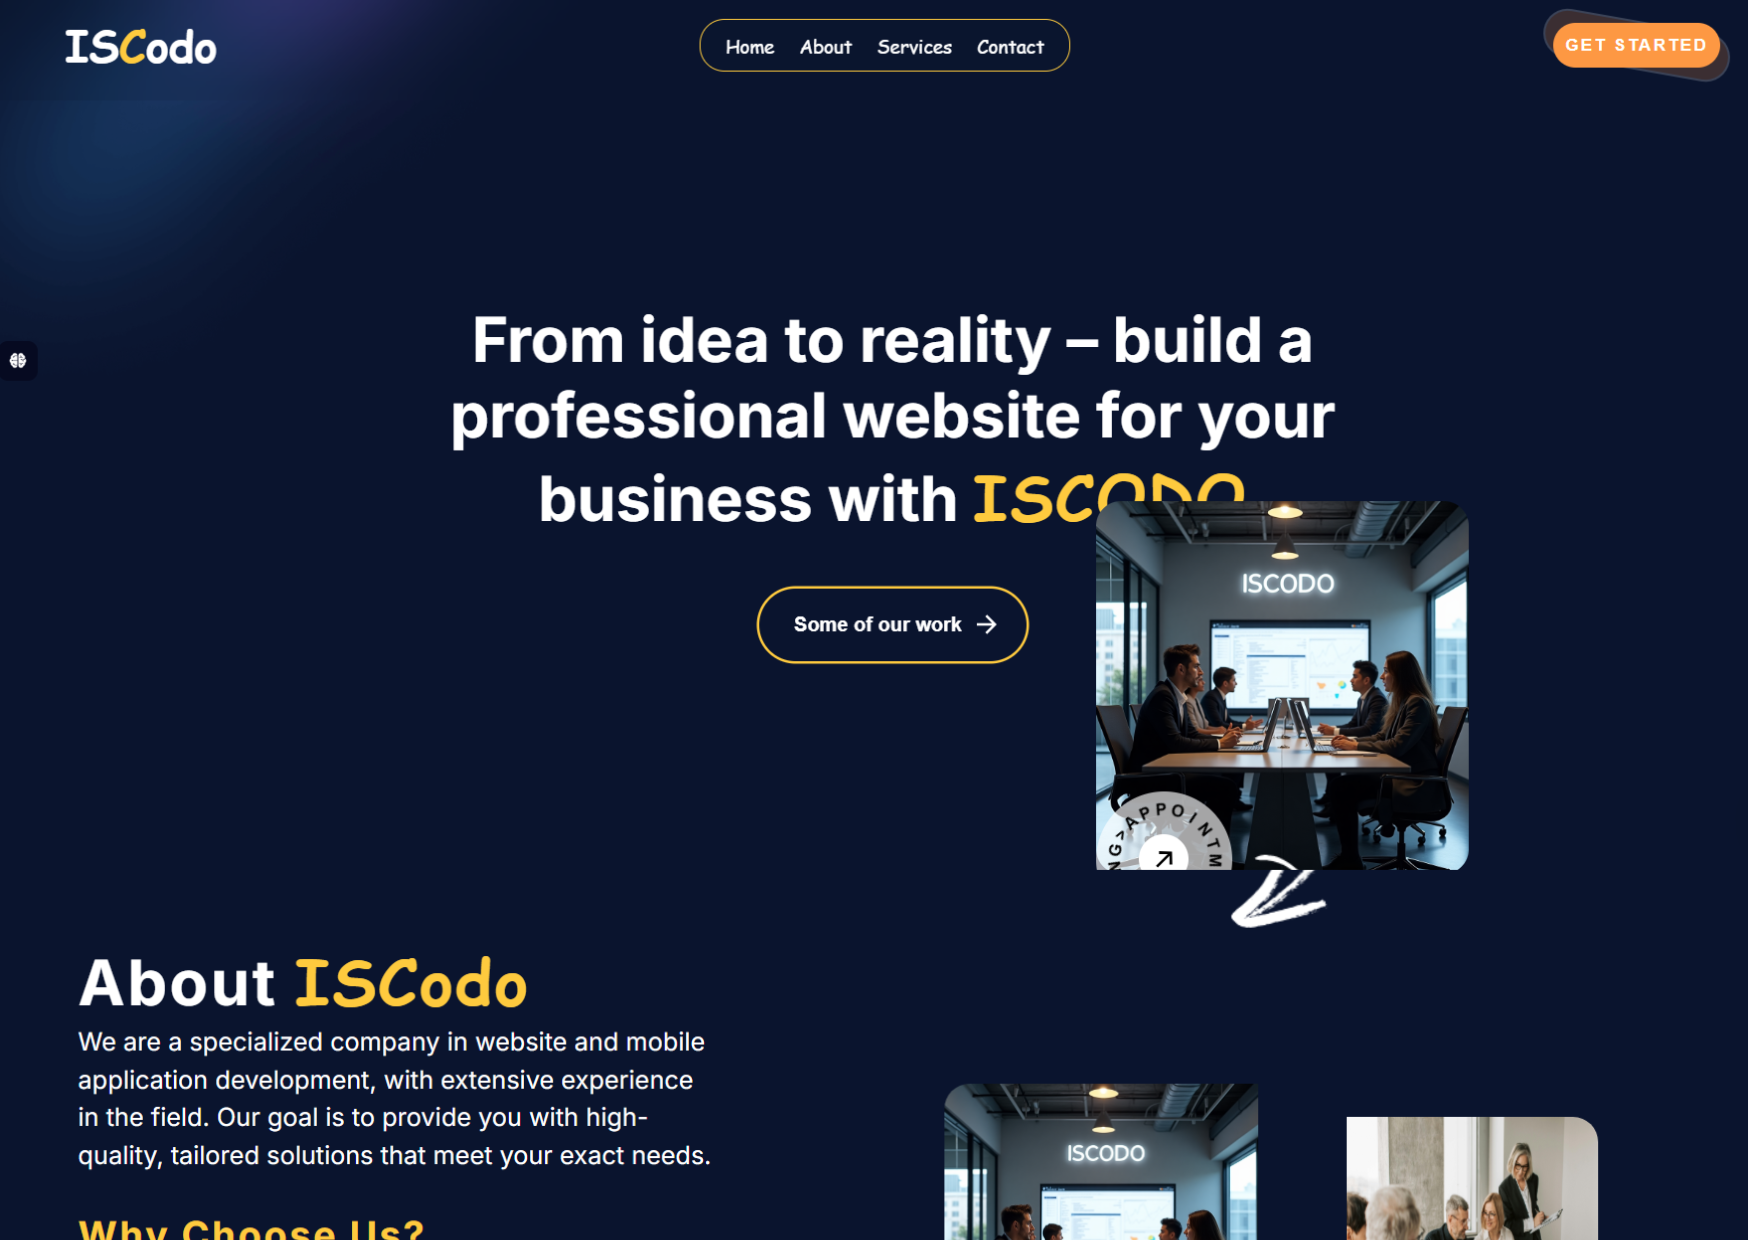 ISCodo
Home About Services Contact
GET STARTED
From idea to reality – build a
professional website for your
business with ISCODO
Some of our work
ISCODO
NG>APPOINTM
About ISCodo
We are a specialized company in website and mobile
application development, with extensive experience
in the field. Our goal is to provide you with high-
quality, tailored solutions that meet your exact needs.
ISCODO
Why Choose Us?